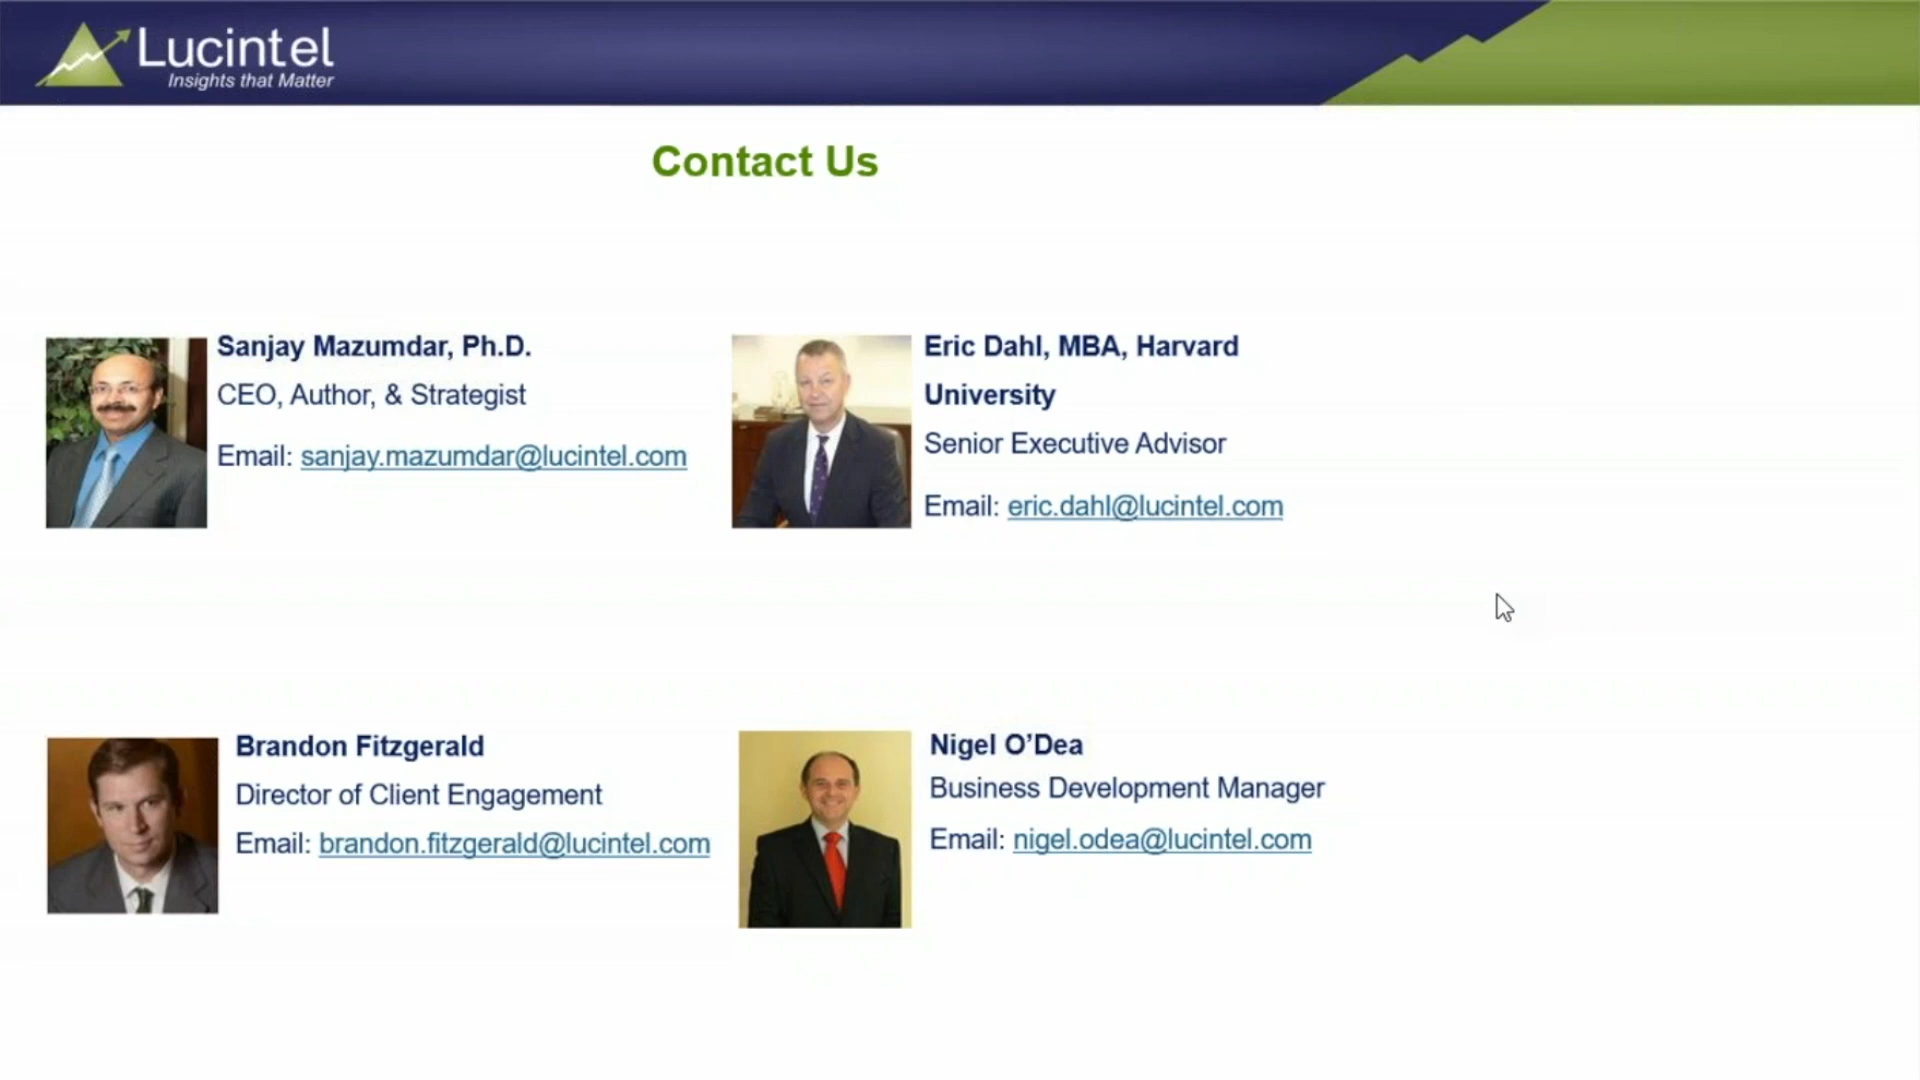 Lucintel
Insights that Matter
Contact Us
Sanjay Mazumdar, Ph.D.
CEO, Author, & Strategist
Email: sanjay.mazumdar@lucintel.com
Eric Dahl, MBA, Harvard
University
Senior Executive Advisor
Email: eric.dahl@lucintel.com
Brandon Fitzgerald
Director of Client Engagement
Email: brandon.fitzgerald@lucintel.com
Nigel O’Dea
Business Development Manager
Email: nigel.odea@lucintel.com